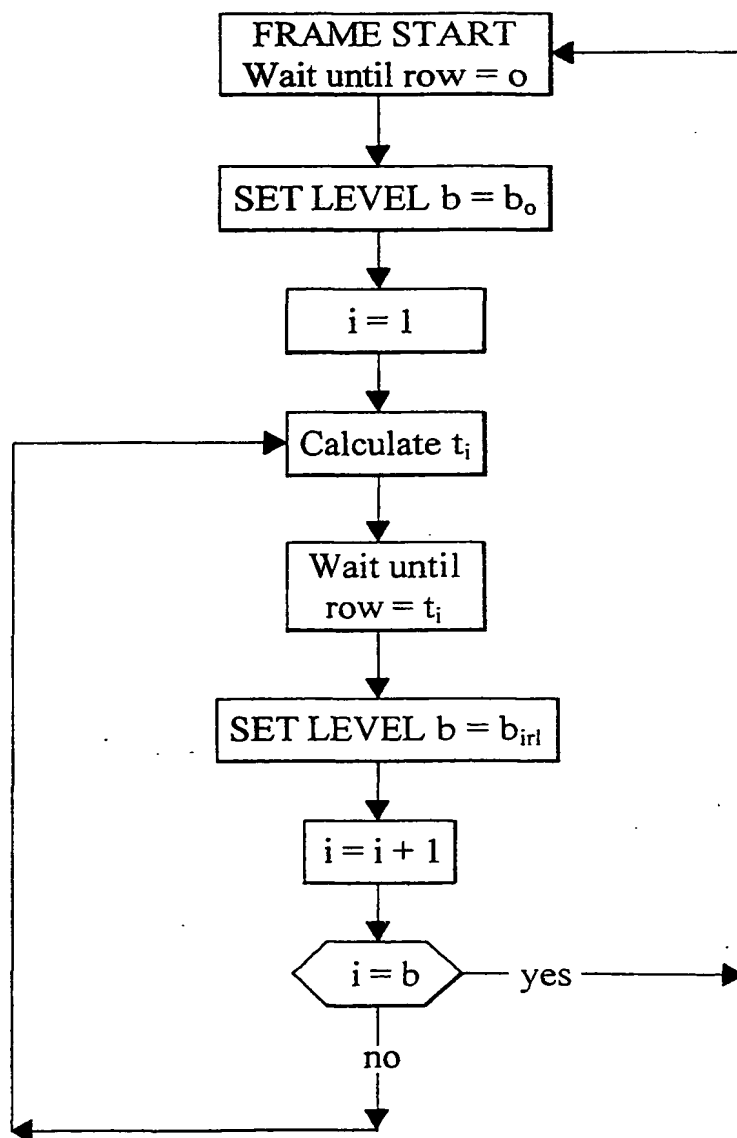 FRAME START
Wait until row = o
SET LEVEL b = bₒ
i = 1
Calculate tᵢ
Wait until
row = tᵢ
SET LEVEL b = bᵢᵣₗ
i = i + 1
i = b
yes
no